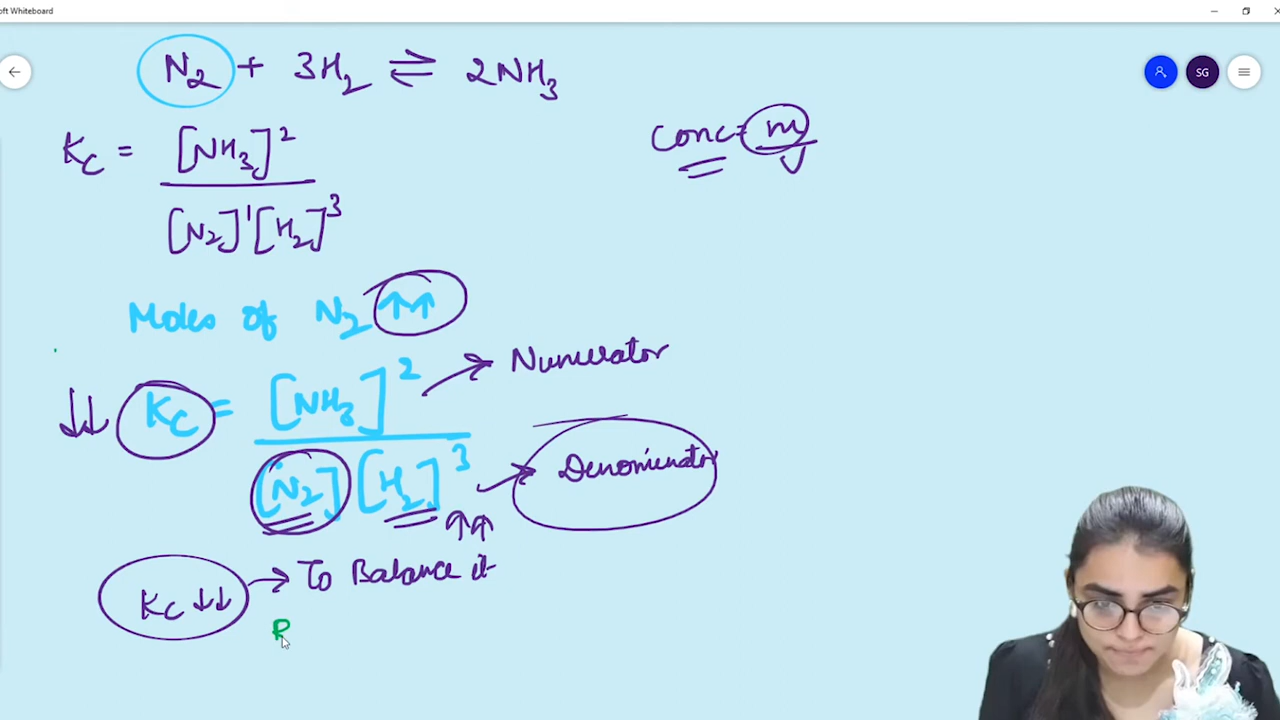 oft Whiteboard
N₂ + 3H₂ ⇌ 2NH₃
SG
Conc = m/V
Kc = [NH₃]²
[N₂]¹[H₂]³
Moles of N₂ ↑↑
Numerator
↓↓ Kc = [NH₃]²
[N₂] [H₂]³
Denominator
↑↑
Kc ↓↓ → To Balance it
R